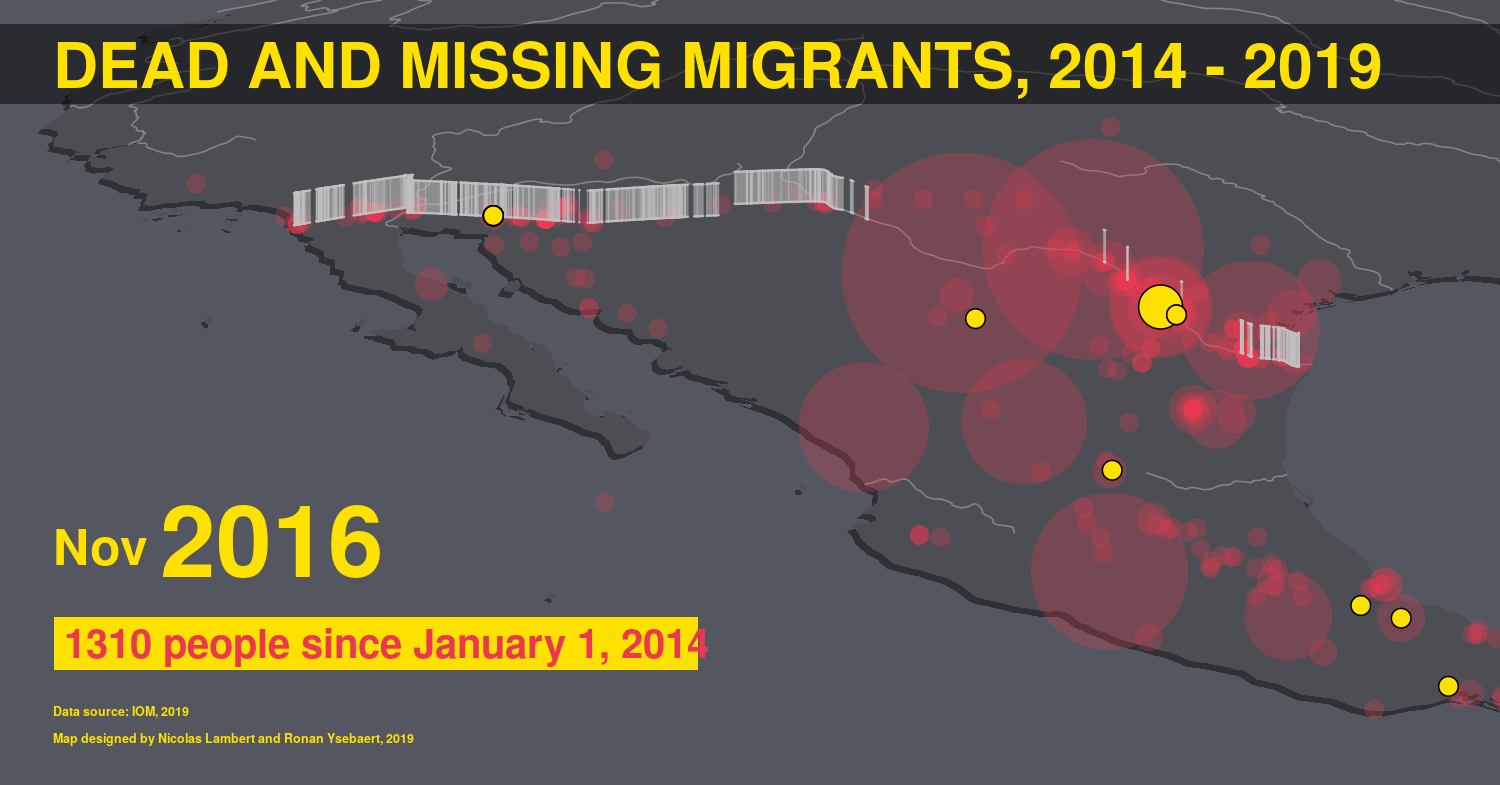 DEAD AND MISSING MIGRANTS, 2014 - 2019
Nov 2016
1310 people since January 1, 2014
Data source: IOM, 2019
Map designed by Nicolas Lambert and Ronan Ysebaert, 2019